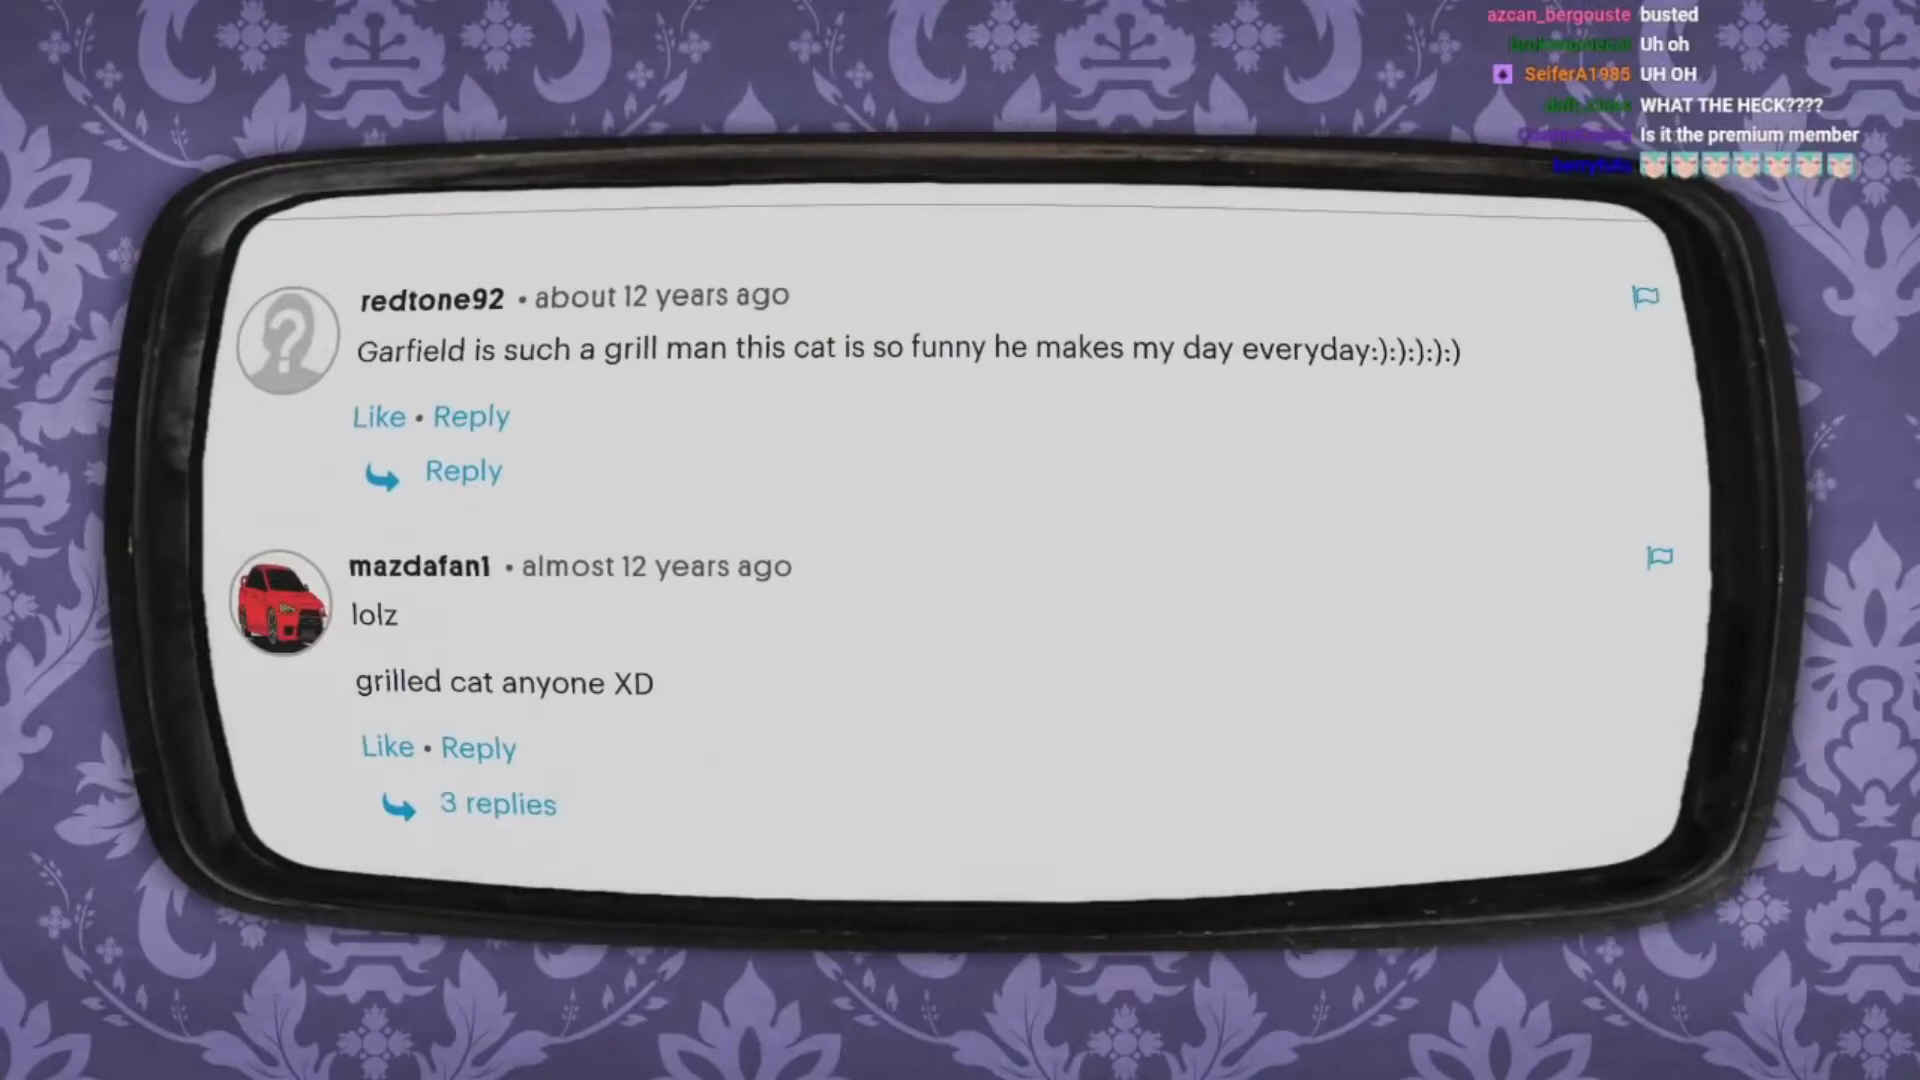 azcan_bergouste busted
Uh oh
SeiferA1985 UH OH
WHAT THE HECK????
Is it the premium member
redtone92 • about 12 years ago
Garfield is such a grill man this cat is so funny he makes my day everyday:):):):):)
Like • Reply
Reply
mazdafan1 • almost 12 years ago
lolz
grilled cat anyone XD
Like • Reply
3 replies